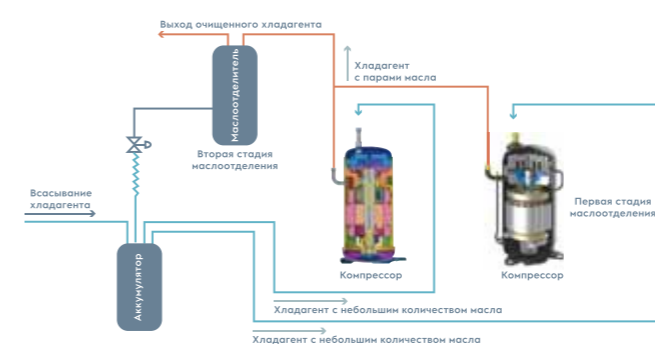 Выход очищенного хладагента
Маслоотделитель
Хладагент
с парами масла
Вторая стадия
маслоотделения
Всасывание
хладагента
Первая стадия
маслоотделения
Аккумулятор
Компрессор
Компрессор
Хладагент с небольшим количеством масла
Хладагент с небольшим количеством масла